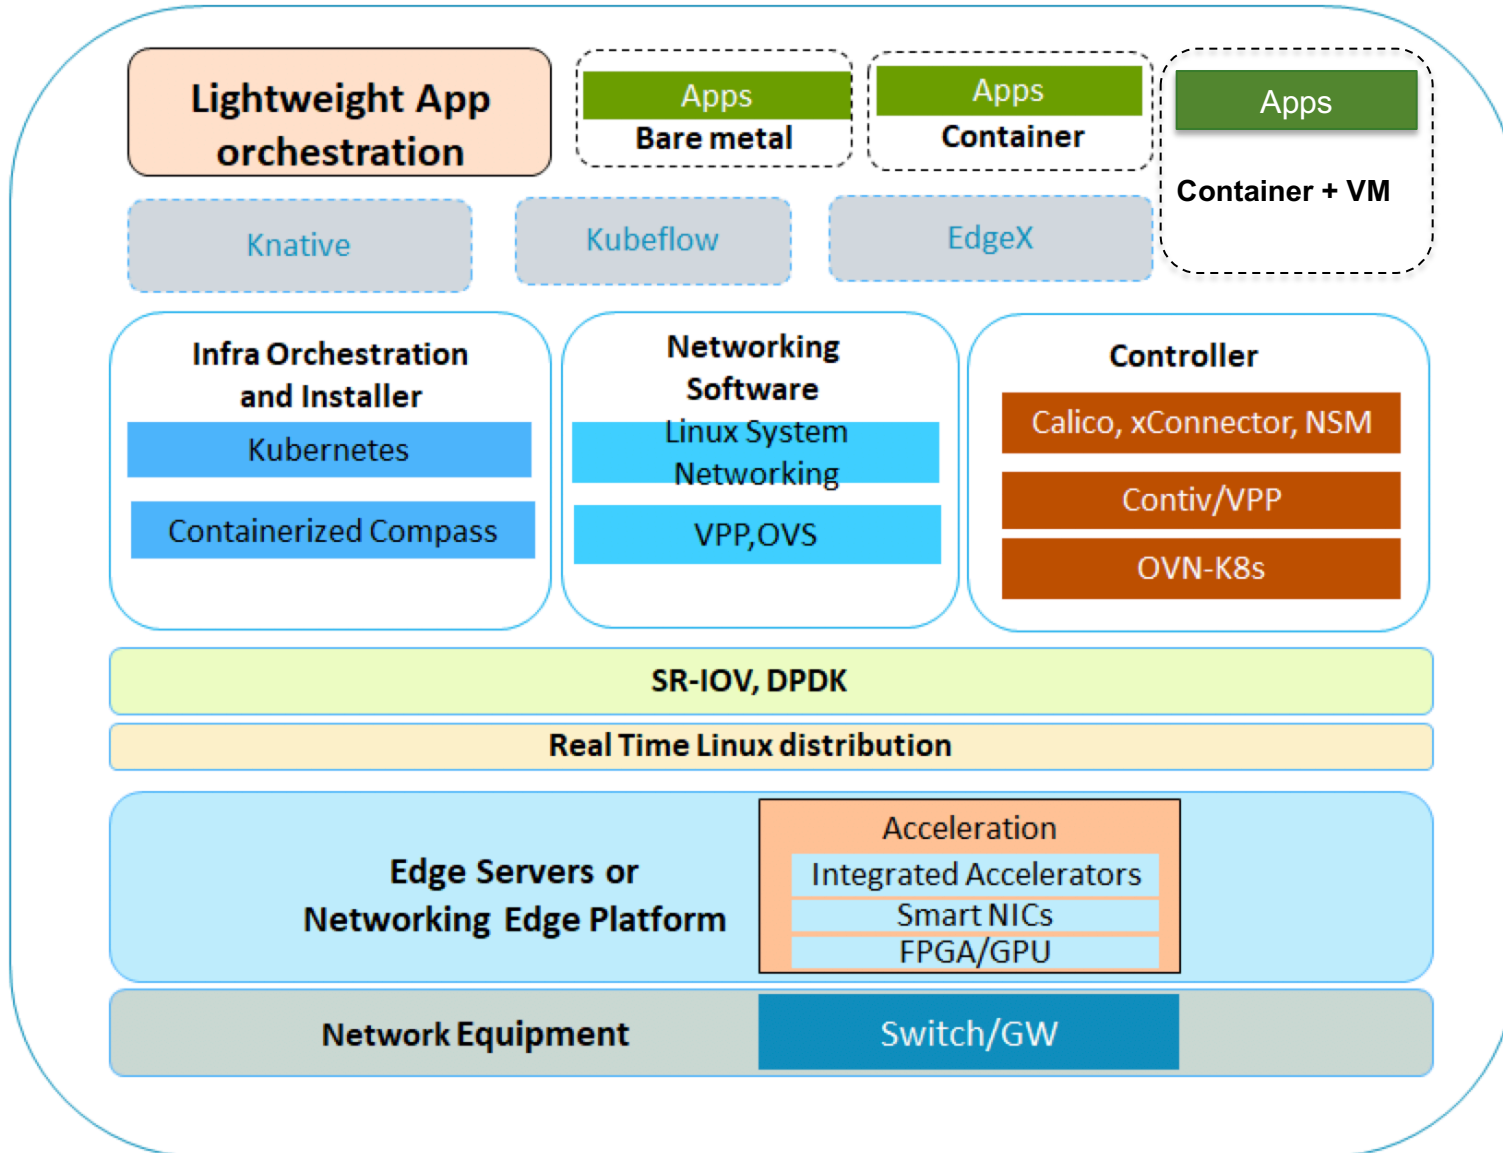 Lightweight App
orchestration
Apps
Bare metal
Apps
Container
Apps
Container + VM
Knative
Kubeflow
EdgeX
Infra Orchestration
and Installer
Kubernetes
Containerized Compass
Networking
Software
Linux System
Networking
VPP,OVS
Controller
Calico, xConnector, NSM
Contiv/VPP
OVN-K8s
SR-IOV, DPDK
Real Time Linux distribution
Edge Servers or
Networking Edge Platform
Acceleration
Integrated Accelerators
Smart NICs
FPGA/GPU
Network Equipment
Switch/GW